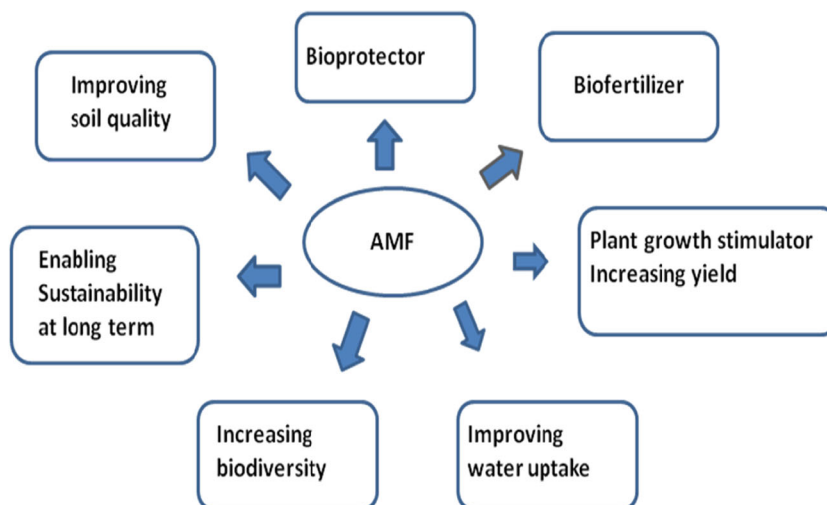 Bioprotector
Biofertilizer
Improving
soil quality
AMF
Plant growth stimulator
Increasing yield
Enabling
Sustainability
at long term
Increasing
biodiversity
Improving
water uptake